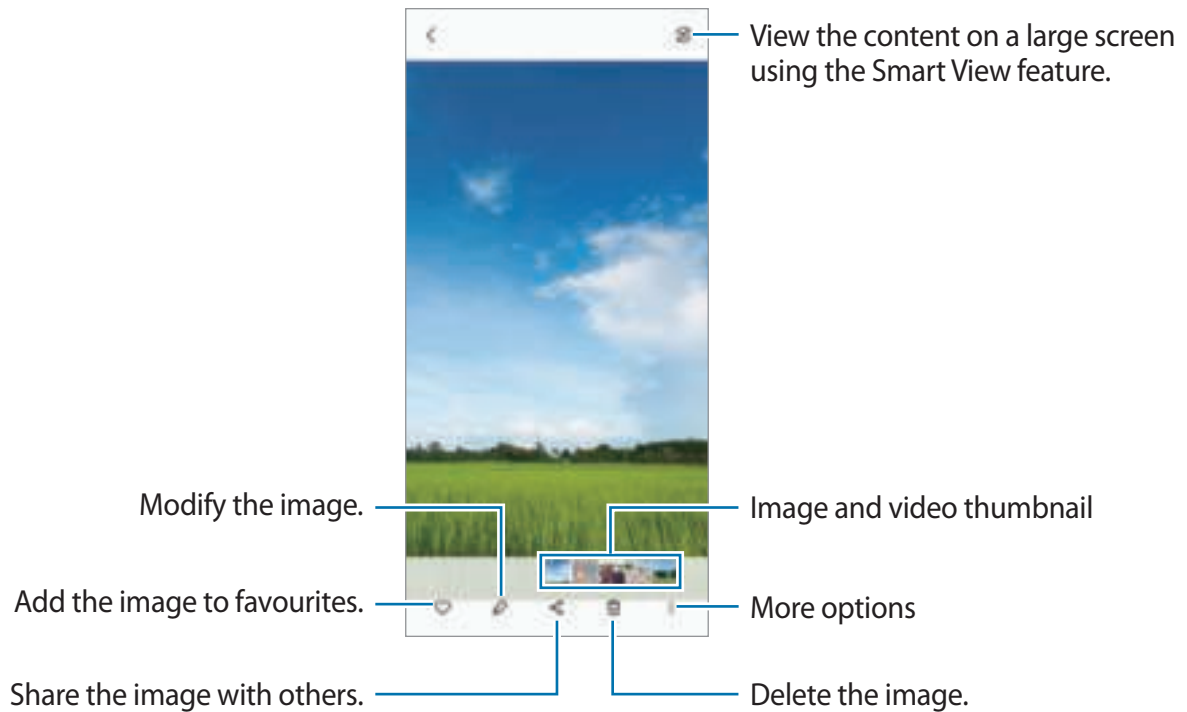 View the content on a large screen
using the Smart View feature.
Modify the image.
Image and video thumbnail
Add the image to favourites.
More options
Share the image with others.
Delete the image.